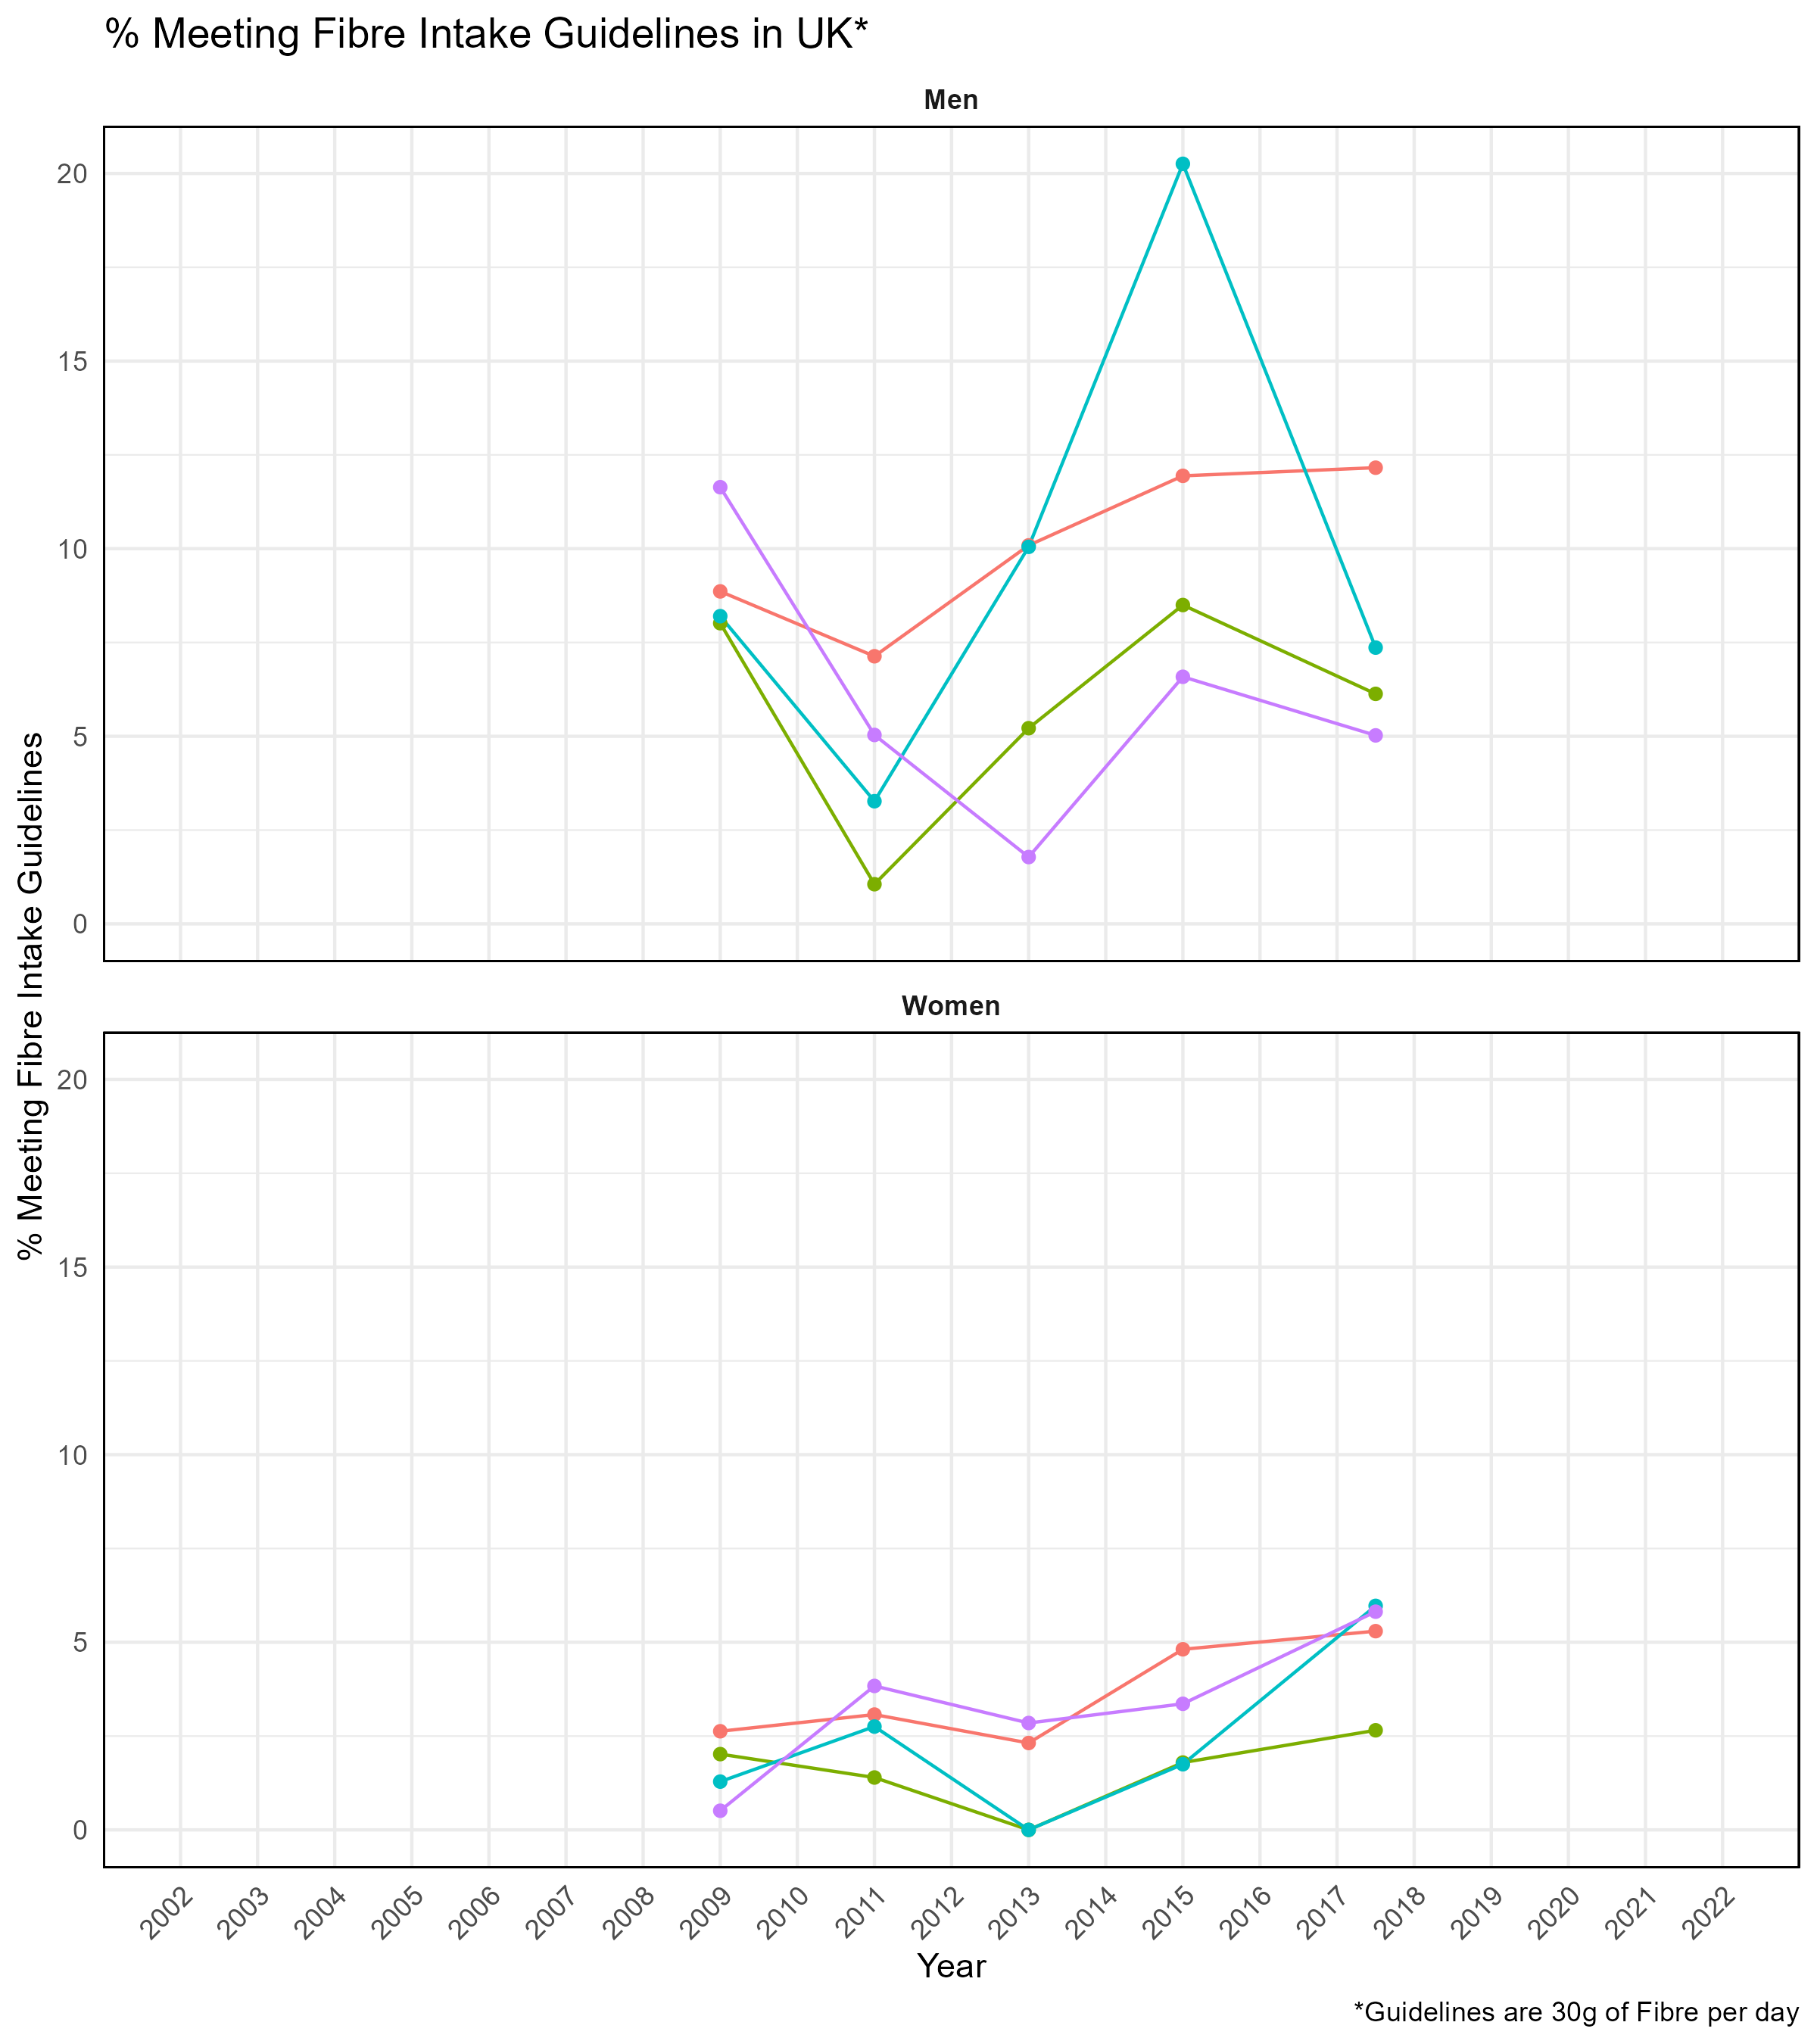 % Meeting Fibre Intake Guidelines in UK*
Men
20
15
10
5
0
% Meeting Fibre Intake Guidelines
Women
20
15
10
5
0
2002 2003 2004 2005 2006 2007 2008 2009 2010 2011 2012 2013 2014 2015 2016 2017 2018 2019 2020 2021 2022
Year
*Guidelines are 30g of Fibre per day